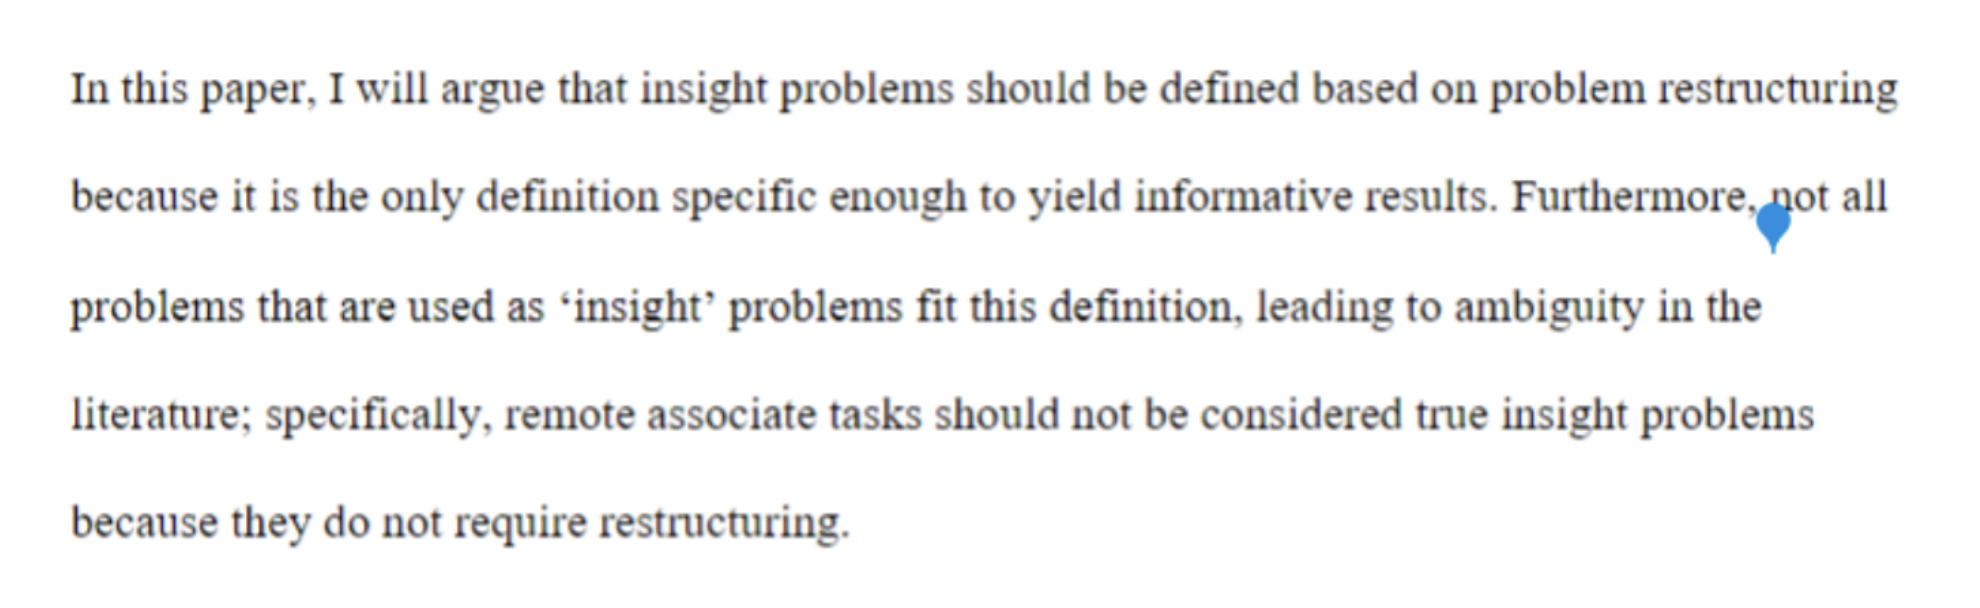 In this paper, I will argue that insight problems should be defined based on problem restructuring
because it is the only definition specific enough to yield informative results. Furthermore, not all
problems that are used as ‘insight’ problems fit this definition, leading to ambiguity in the
literature; specifically, remote associate tasks should not be considered true insight problems
because they do not require restructuring.